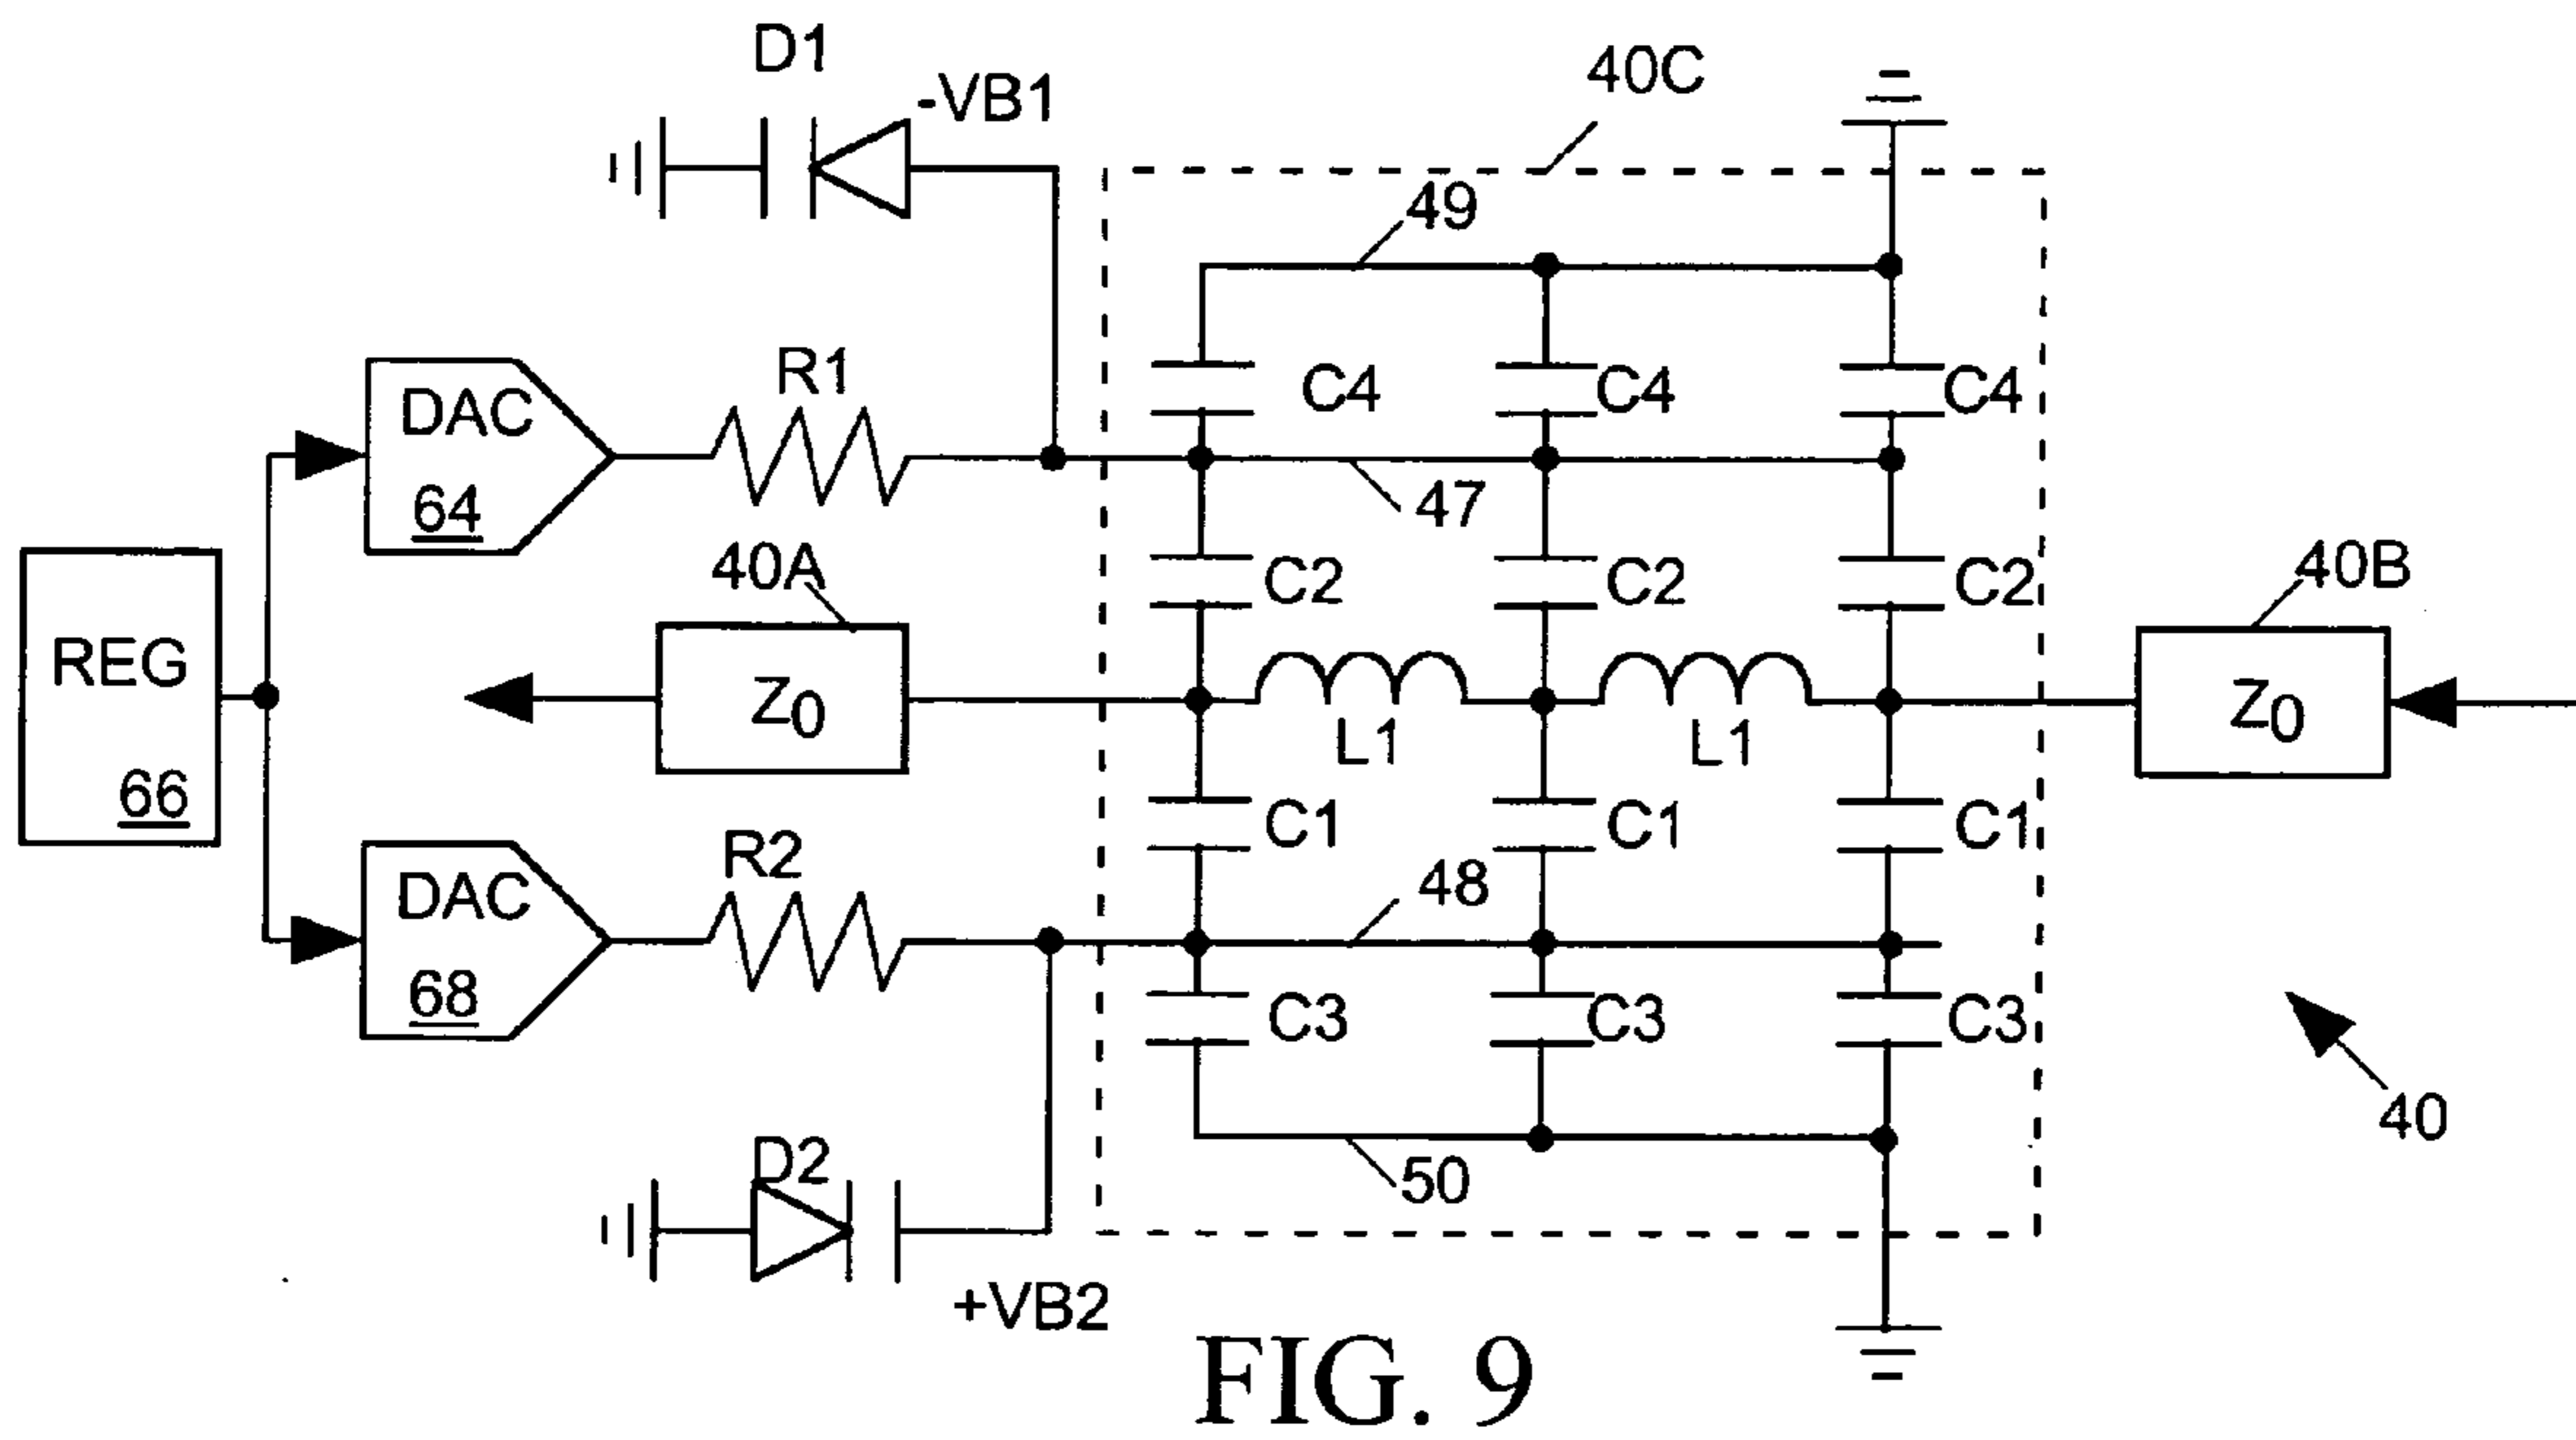 D1
-VB1
40C
49
C4 C4 C4
R1
DAC
64
47
40A
C2 C2 C2
40B
REG
66
Z0
L1 L1
Z0
C1 C1 C1
R2
DAC
68
48
C3 C3 C3
40
D2
50
+VB2
FIG. 9